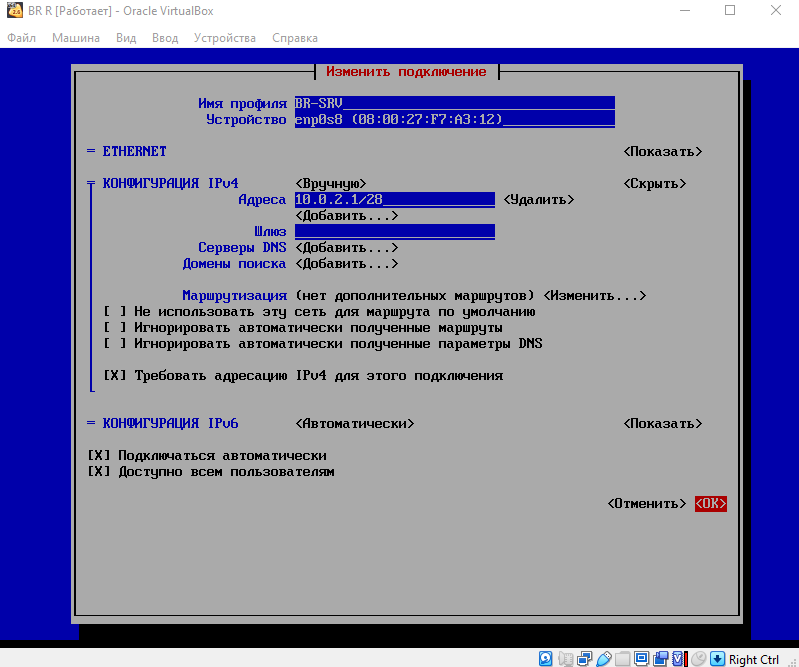 BR R [Работает] - Oracle VirtualBox
Файл Машина Вид Ввод Устройства Справка
Изменить подключение
Имя профиля BR-SRV
Устройство enp0s8 (08:00:27:F7:A3:12)
= ETHERNET <Показать>
КОНФИГУРАЦИЯ IPv4 <Вручную> <Скрыть>
Адреса 10.0.2.1/28 <Удалить>
<Добавить...>
Шлюз
Серверы DNS <Добавить...>
Домены поиска <Добавить...>
Маршрутизация (нет дополнительных маршрутов) <Изменить...>
[ ] Не использовать эту сеть для маршрута по умолчанию
[ ] Игнорировать автоматически полученные маршруты
[ ] Игнорировать автоматически полученные параметры DNS
[X] Требовать адресацию IPv4 для этого подключения
= КОНФИГУРАЦИЯ IPv6 <Автоматически> <Показать>
[X] Подключаться автоматически
[X] Доступно всем пользователям
<Отменить> <OK>
Right Ctrl